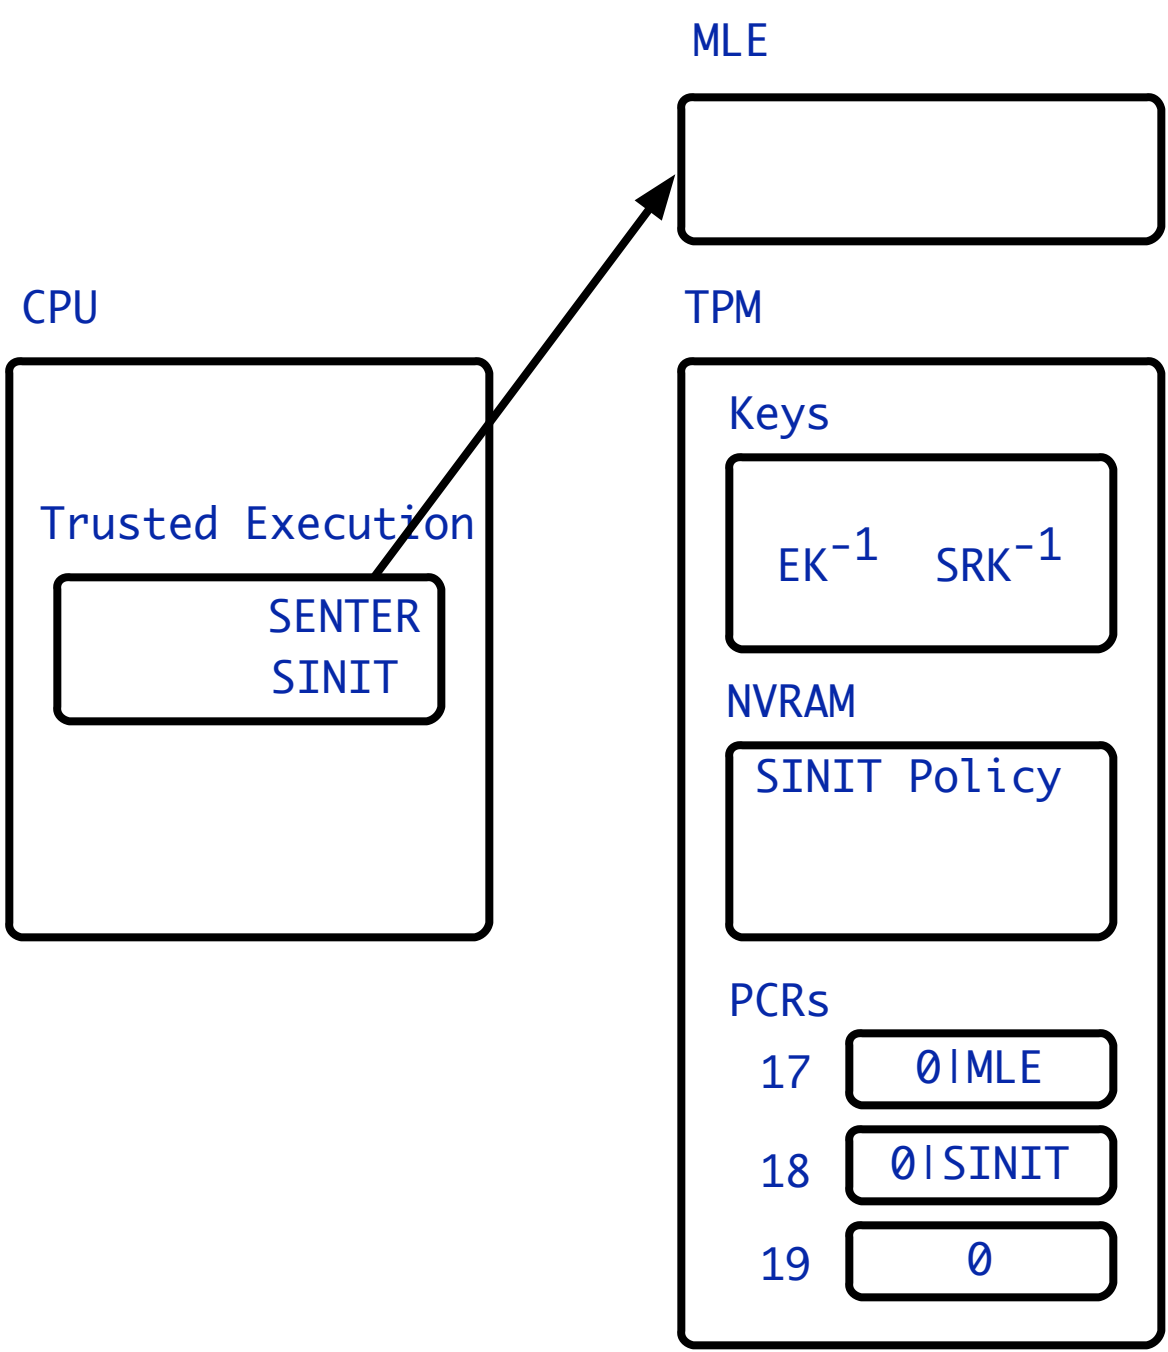 MLE
CPU
Trusted Execution
SENTER
SINIT
TPM
Keys
EK⁻¹ SRK⁻¹
NVRAM
SINIT Policy
PCRs
17 0|MLE
18 0|SINIT
19 0